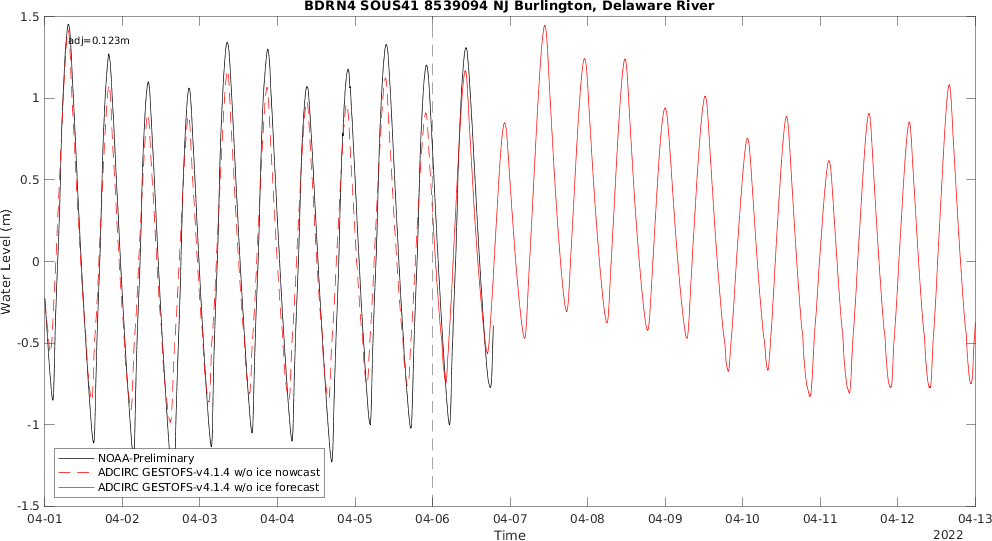 BDRN4 SOUS41 8539094 NJ Burlington, Delaware River
adj=0.123m
1.5
1
0.5
0
-0.5
-1
-1.5
Water Level (m)
NOAA-Preliminary
ADCIRC GESTOFS-v4.1.4 w/o ice nowcast
ADCIRC GESTOFS-v4.1.4 w/o ice forecast
04-01 04-02 04-03 04-04 04-05 04-06 04-07 04-08 04-09 04-10 04-11 04-12 04-13
Time
2022